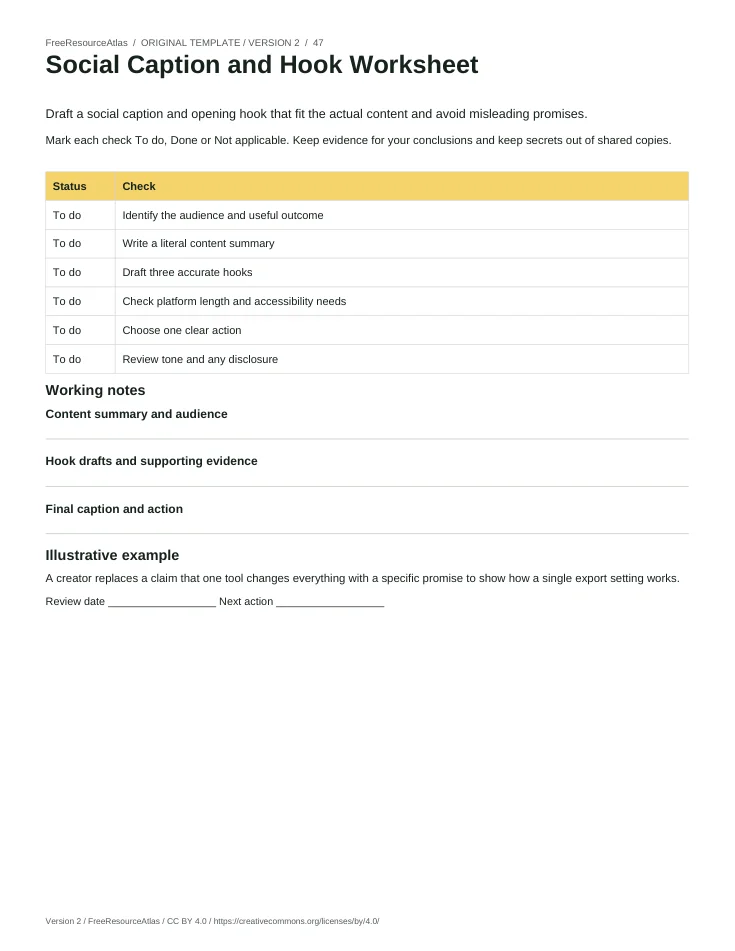 FreeResourceAtlas / ORIGINAL TEMPLATE / VERSION 2 / 47
Social Caption and Hook Worksheet
Draft a social caption and opening hook that fit the actual content and avoid misleading promises.
Mark each check To do, Done or Not applicable. Keep evidence for your conclusions and keep secrets out of shared copies.
Status Check
To do Identify the audience and useful outcome
To do Write a literal content summary
To do Draft three accurate hooks
To do Check platform length and accessibility needs
To do Choose one clear action
To do Review tone and any disclosure
Working notes
Content summary and audience
Hook drafts and supporting evidence
Final caption and action
Illustrative example
A creator replaces a claim that one tool changes everything with a specific promise to show how a single export setting works.
Review date __________________ Next action __________________
Version 2 / FreeResourceAtlas / CC BY 4.0 / https://creativecommons.org/licenses/by/4.0/